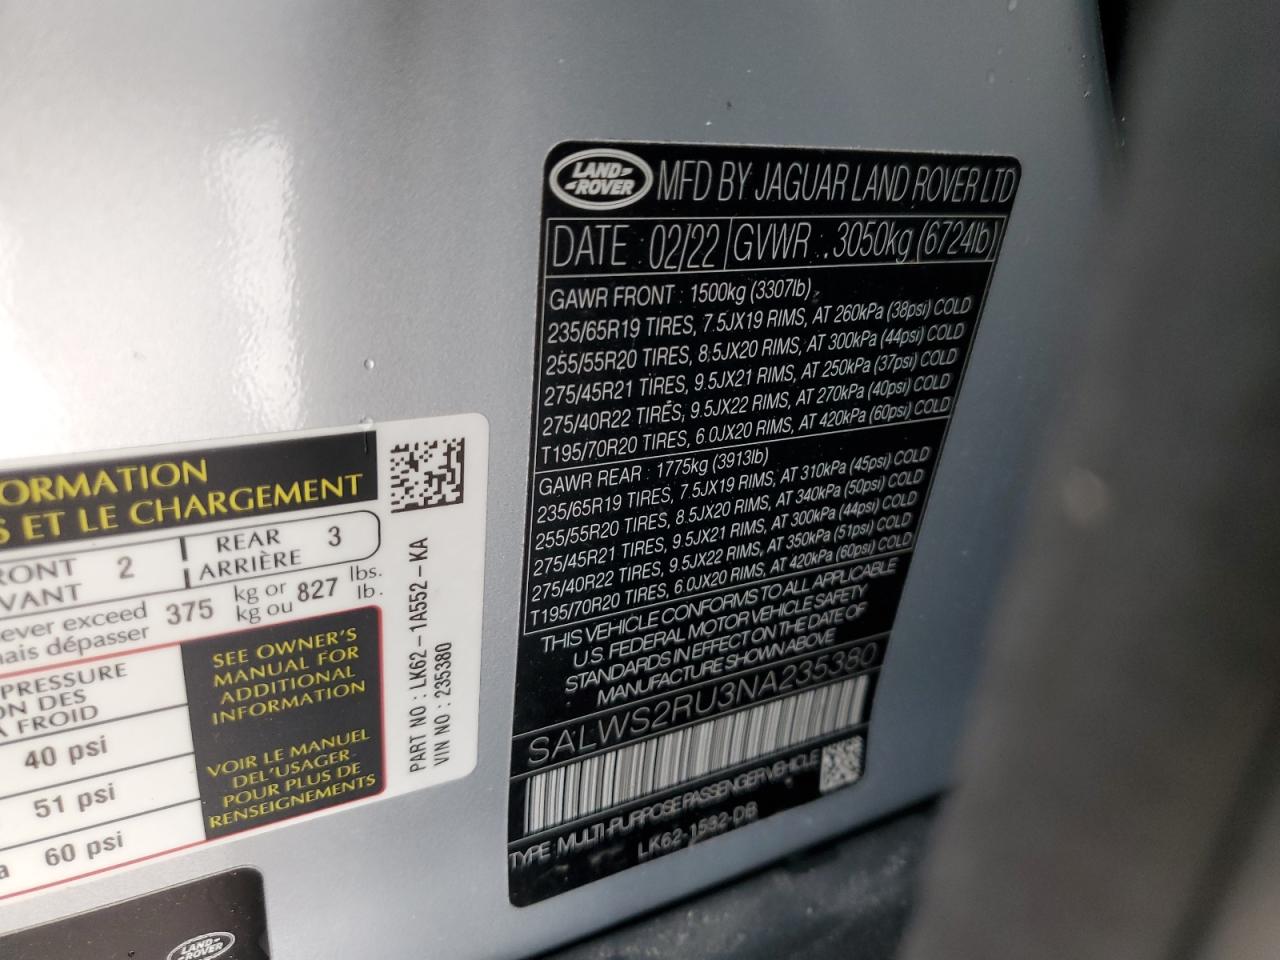 LAND ROVER
MFD BY JAGUAR LAND ROVER LTD
DATE : 02/22 GVWR : 3050kg (6724lb)
GAWR FRONT : 1500kg (3307lb)
235/65R19 TIRES, 7.5JX19 RIMS, AT 260kPa (38psi) COLD
255/55R20 TIRES, 8.5JX20 RIMS, AT 300kPa (44psi) COLD
275/45R21 TIRES, 9.5JX21 RIMS, AT 250kPa (37psi) COLD
275/40R22 TIRES, 9.5JX22 RIMS, AT 270kPa (40psi) COLD
T195/70R20 TIRES, 6.0JX20 RIMS, AT 420kPa (60psi) COLD
GAWR REAR : 1775kg (3913lb)
235/65R19 TIRES, 7.5JX19 RIMS, AT 310kPa (45psi) COLD
255/55R20 TIRES, 8.5JX20 RIMS, AT 340kPa (50psi) COLD
275/45R21 TIRES, 9.5JX21 RIMS, AT 300kPa (44psi) COLD
275/40R22 TIRES, 9.5JX22 RIMS, AT 350kPa (51psi) COLD
T195/70R20 TIRES, 6.0JX20 RIMS, AT 420kPa (60psi) COLD
THIS VEHICLE CONFORMS TO ALL APPLICABLE
U.S. FEDERAL MOTOR VEHICLE SAFETY
STANDARDS IN EFFECT ON THE DATE OF
MANUFACTURE SHOWN ABOVE
SALWS2RU3NA235380
TYPE : MULTI-PURPOSE PASSENGER VEHICLE
LK62-1532-DB
ORMATION
S ET LE CHARGEMENT
RONT 2 REAR 3
VANT ARRIÈRE
ever exceed 375 kg or 827 lbs.
mais dépasser kg ou lb.
PRESSURE
ON DES
À FROID
40 psi
51 psi
a 60 psi
SEE OWNER'S
MANUAL FOR
ADDITIONAL
INFORMATION
VOIR LE MANUEL
DE L'USAGER
POUR PLUS DE
RENSEIGNEMENTS
PART NO : LK62-1A552-KA
VIN NO : 235380
LAND ROVER